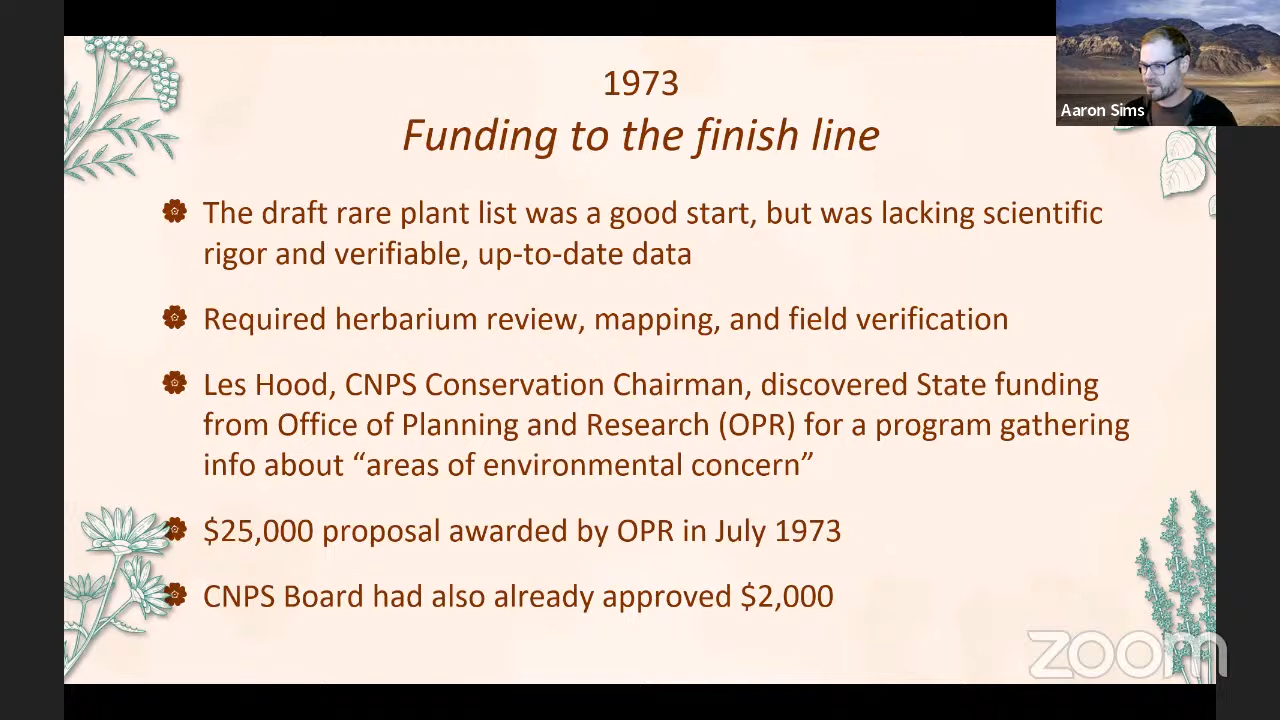 1973
Funding to the finish line
Aaron Sims
The draft rare plant list was a good start, but was lacking scientific
rigor and verifiable, up-to-date data
Required herbarium review, mapping, and field verification
Les Hood, CNPS Conservation Chairman, discovered State funding
from Office of Planning and Research (OPR) for a program gathering
info about “areas of environmental concern”
$25,000 proposal awarded by OPR in July 1973
CNPS Board had also already approved $2,000
zoom